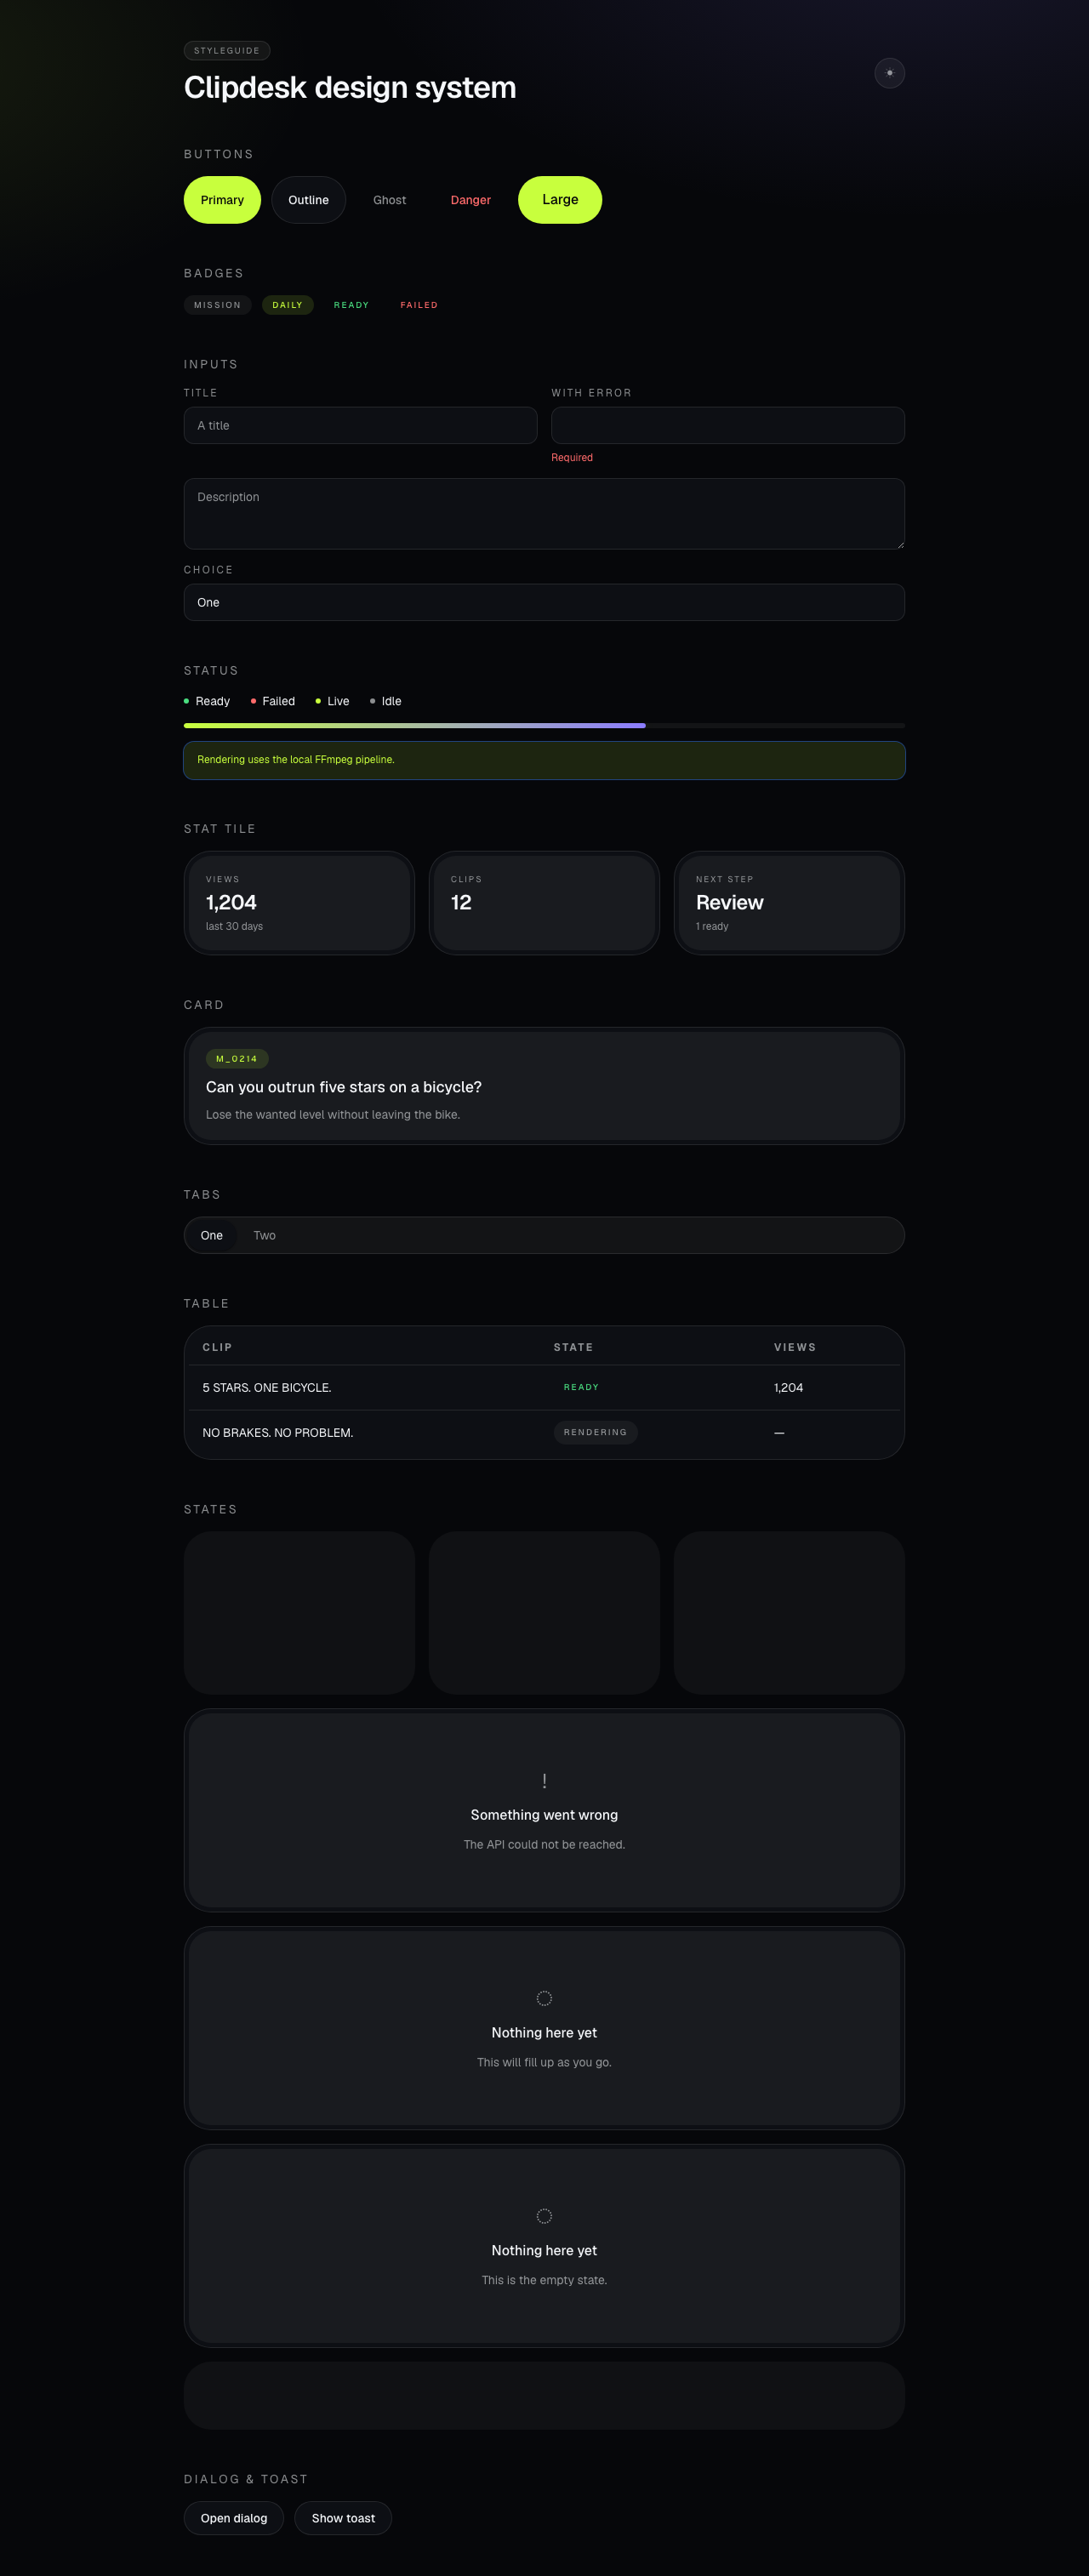 STYLEGUIDE
Clipdesk design system
BUTTONS
Primary Outline Ghost Danger Large
BADGES
MISSION DAILY READY FAILED
INPUTS
TITLE WITH ERROR
A title
Required
Description
CHOICE
One
STATUS
Ready Failed Live Idle
Rendering uses the local FFmpeg pipeline.
STAT TILE
VIEWS CLIPS NEXT STEP
1,204 12 Review
last 30 days 1 ready
CARD
M_0214
Can you outrun five stars on a bicycle?
Lose the wanted level without leaving the bike.
TABS
One Two
TABLE
CLIP STATE VIEWS
5 STARS. ONE BICYCLE. READY 1,204
NO BRAKES. NO PROBLEM. RENDERING —
STATES
!
Something went wrong
The API could not be reached.
Nothing here yet
This will fill up as you go.
Nothing here yet
This is the empty state.
DIALOG & TOAST
Open dialog Show toast